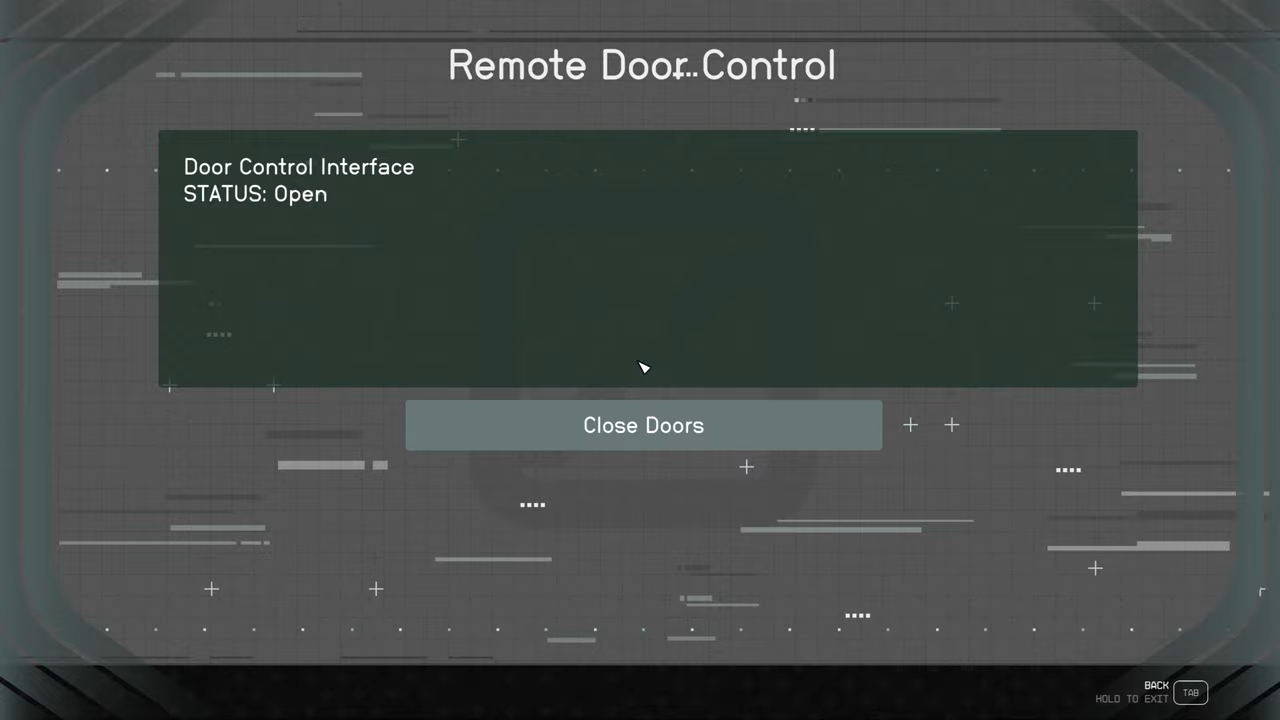 Remote Door Control
Door Control Interface
STATUS: Open
Close Doors
BACK
HOLD TO EXIT
TAB